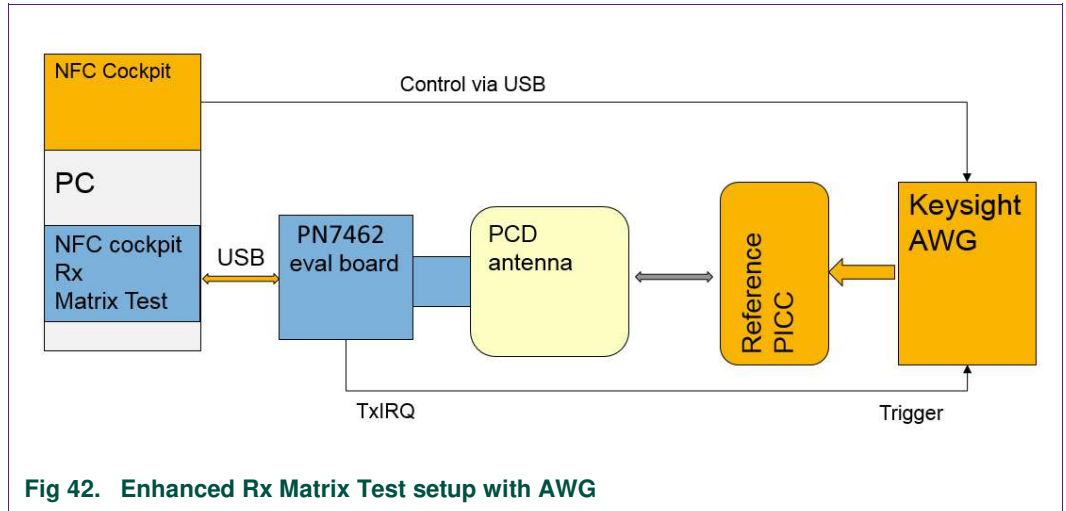 NFC Cockpit
Control via USB
PC
NFC cockpit
Rx
Matrix Test
USB
PN7462
eval board
PCD
antenna
Reference
PICC
Keysight
AWG
TxIRQ
Trigger
Fig 42. Enhanced Rx Matrix Test setup with AWG